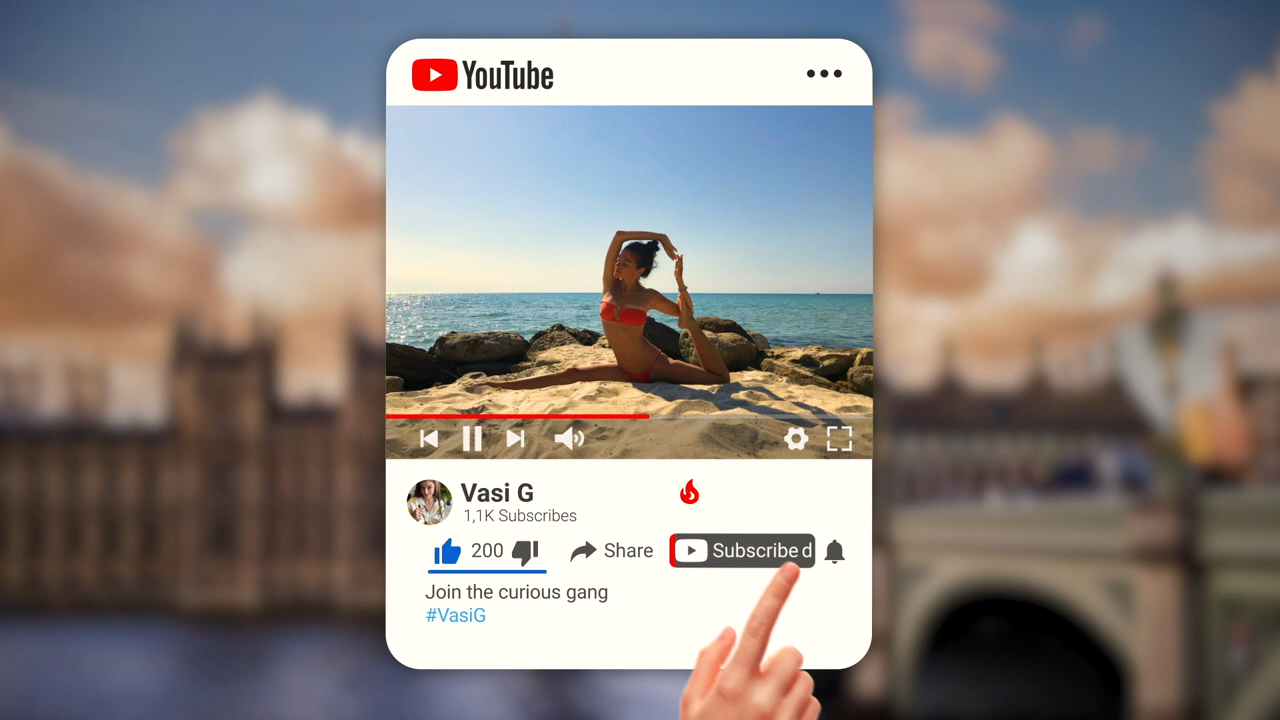 YouTube
Vasi G
1,1K Subscribes
200
Share
Subscribed
Join the curious gang
#VasiG